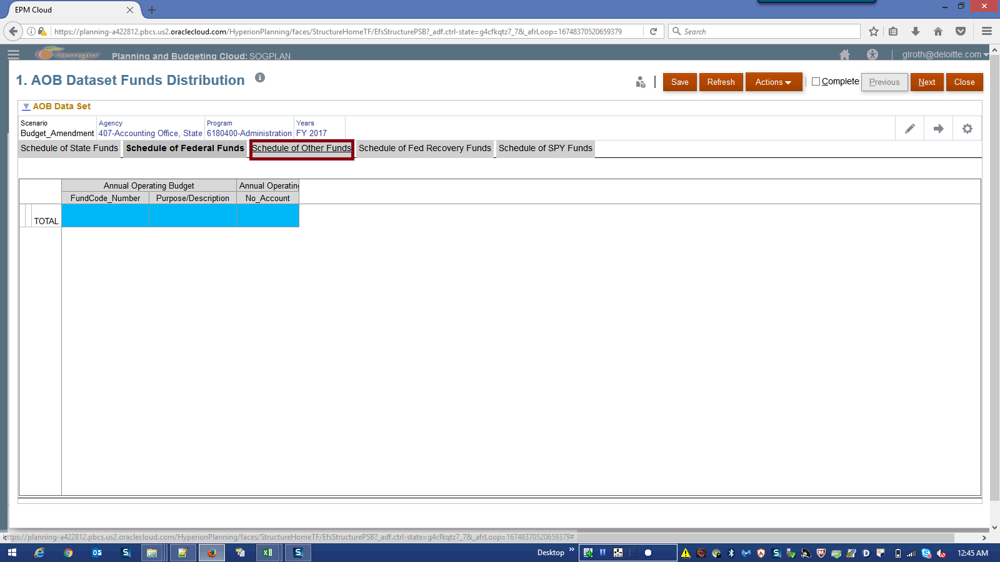 EPM Cloud
https://planning-a422812.pbcs.us2.oraclecloud.com/HyperionPlanning/faces/StructureHomeTF/EfsStructurePSB?_adf.ctrl-state=g4cfkqtz7_7&_afrLoop=16748370520659379
Search
Georgia
Planning and Budgeting Cloud: SOGPLAN
glroth@deloitte.com
1. AOB Dataset Funds Distribution
Save
Refresh
Actions
Complete
Previous
Next
Close
AOB Data Set
Scenario Agency Program Years
Budget_Amendment 407-Accounting Office, State 6180400-Administration FY 2017
Schedule of State Funds Schedule of Federal Funds Schedule of Other Funds Schedule of Fed Recovery Funds Schedule of SPY Funds
Annual Operating Budget Annual Operating
FundCode_Number Purpose/Description No_Account
TOTAL
https://planning-a422812.pbcs.us2.oraclecloud.com/HyperionPlanning/faces/StructureHomeTF/EfsStructurePSB?_adf.ctrl-state=g4cfkqtz7_7&_afrLoop=16748370520659379#
Desktop
12:45 AM